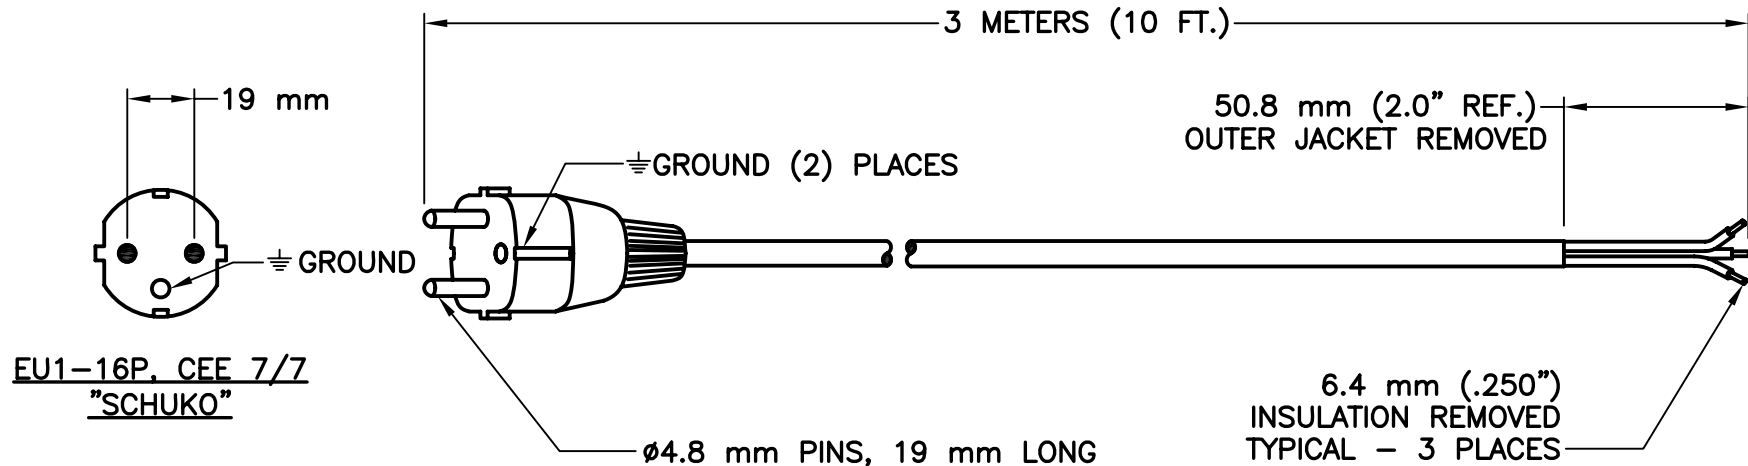 3 METERS (10 FT.)
19 mm
50.8 mm (2.0" REF.)
OUTER JACKET REMOVED
GROUND (2) PLACES
GROUND
EU1-16P, CEE 7/7
"SCHUKO"
6.4 mm (.250")
INSULATION REMOVED
TYPICAL - 3 PLACES
ø4.8 mm PINS, 19 mm LONG